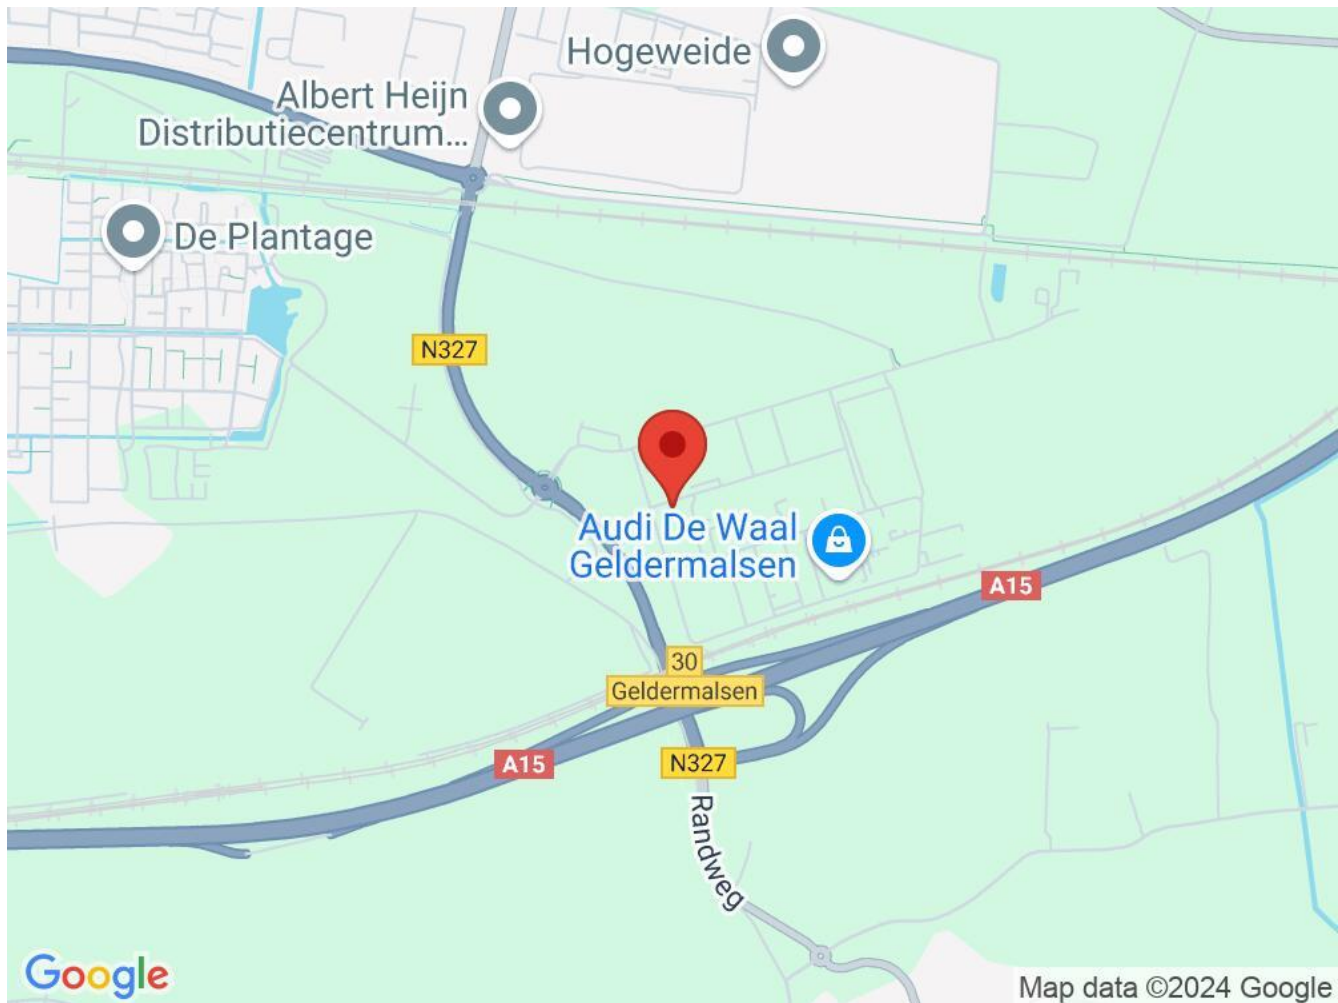 Hogeweide
Albert Heijn
Distributiecentrum...
De Plantage
N327
Audi De Waal
Geldermalsen
A15
30
Geldermalsen
A15
N327
Randweg
Google
Map data ©2024 Google